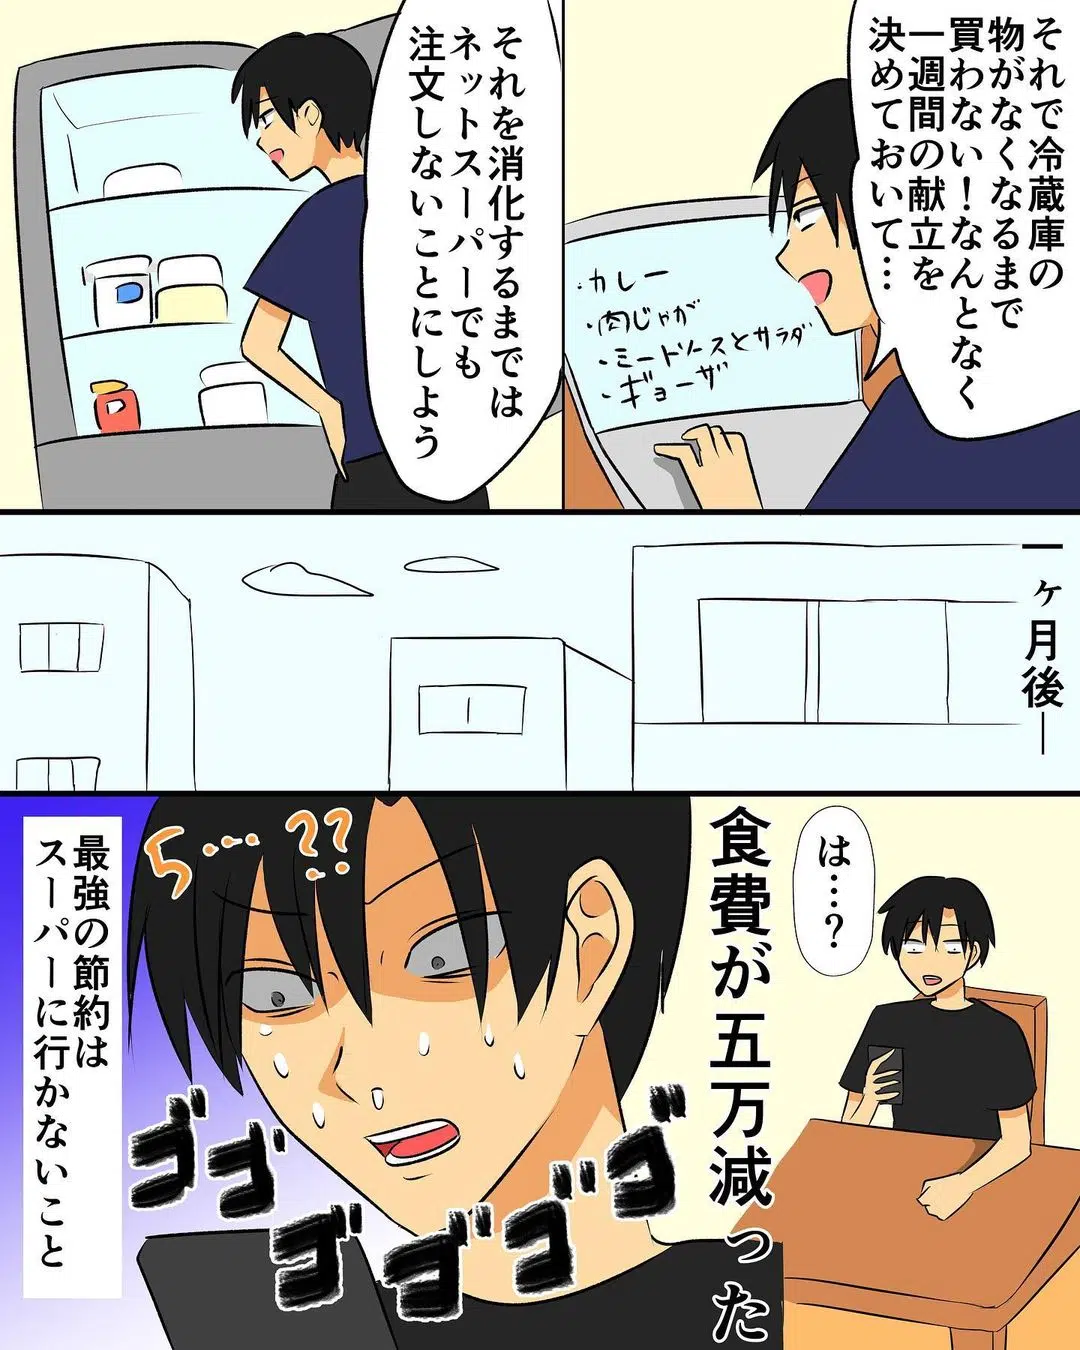 それで冷蔵庫の
物がなくなるまで
買わない！なんとなく
一週間の献立を
決めておいて…
・カレー
・肉じゃが
・ミートソースとサラダ
・ギョーザ
それを消化するまでは
ネットスーパーでも
注文しないことにしよう
一ヶ月後―
は…？
食費が五万減った
5…??
ゴゴゴゴゴゴ
最強の節約は
スーパーに行かないこと